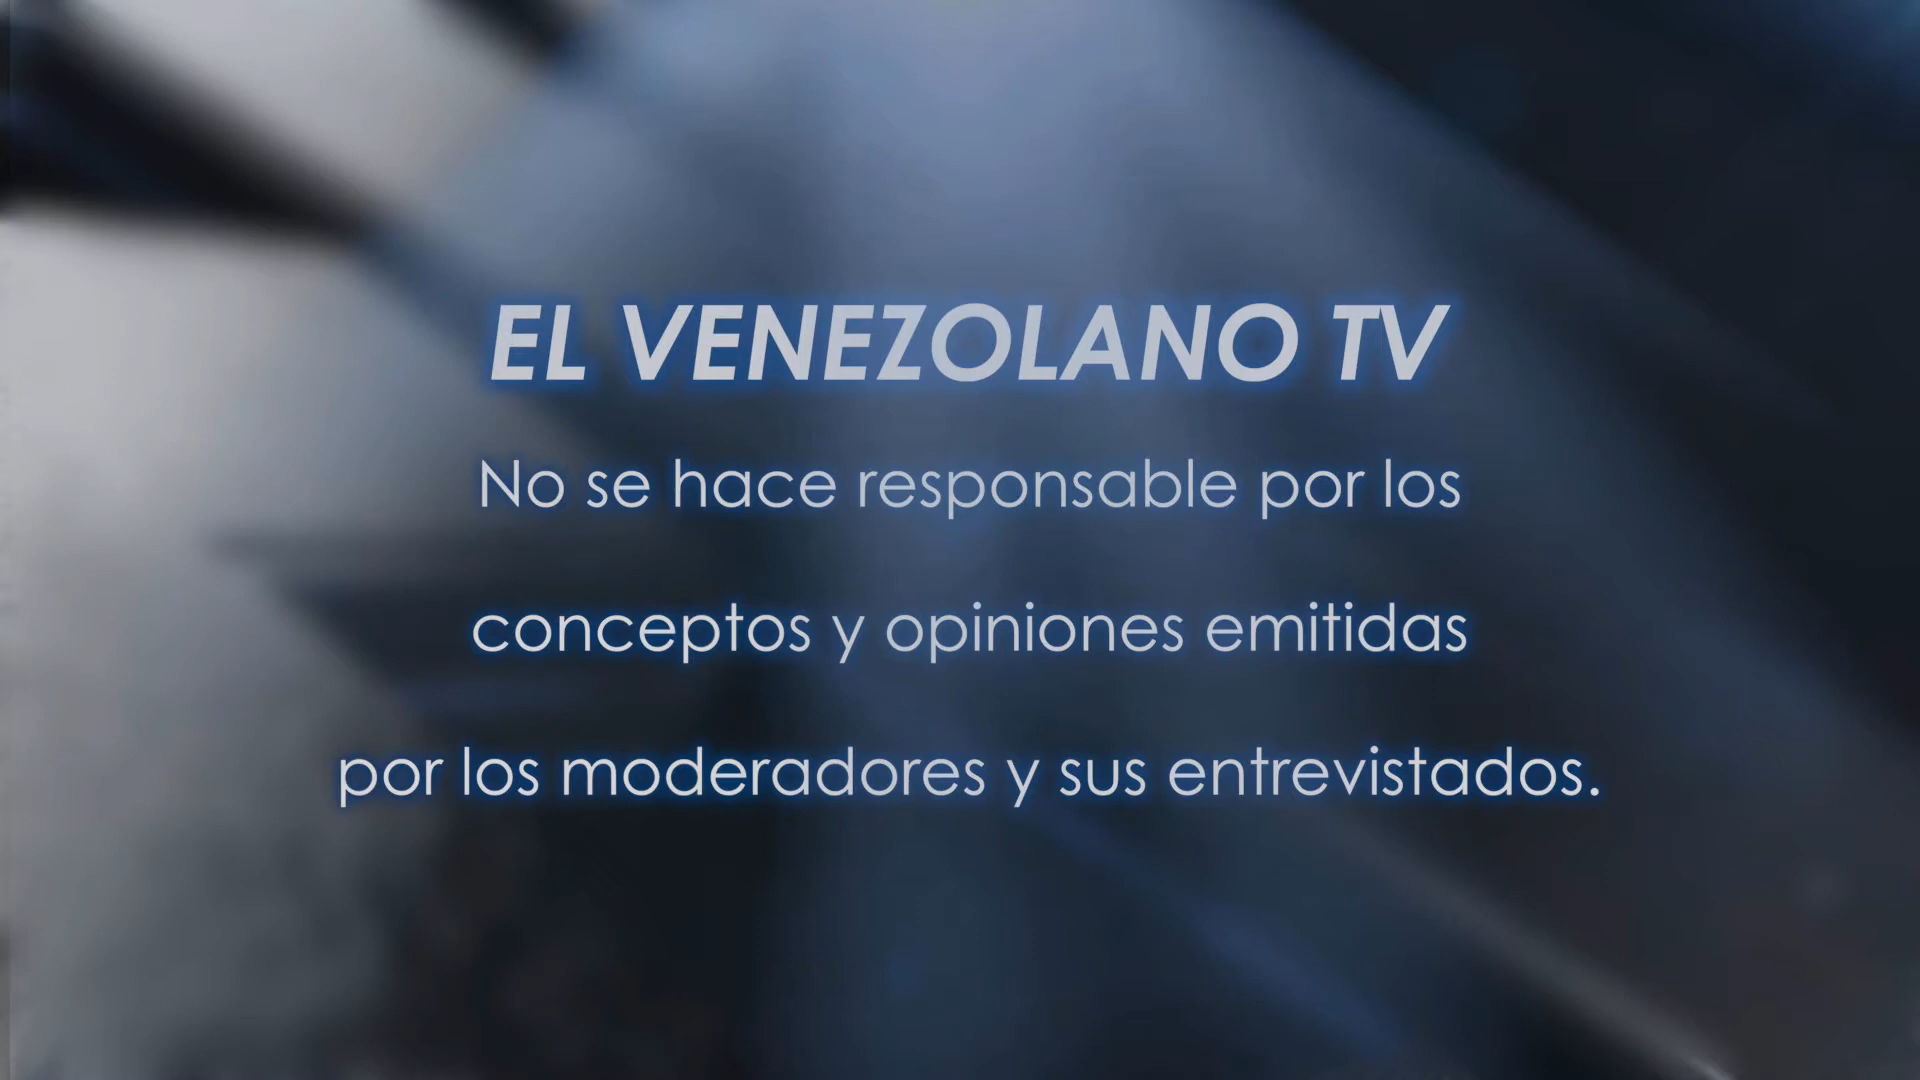 EL VENEZOLANO TV
No se hace responsable por los
conceptos y opiniones emitidas
por los moderadores y sus entrevistados.